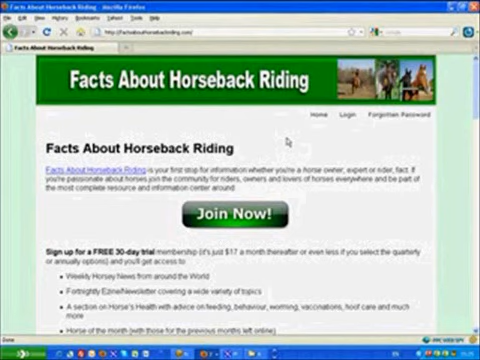 Facts About Horseback Riding - Mozilla Firefox
File Edit View History Bookmarks Yahoo! Tools Help
http://factsabouthorsebackriding.com/
Facts About Horseback Riding
Facts About Horseback Riding
Home Login Forgotten Password
Facts About Horseback Riding
Facts About Horseback Riding is your first stop for information whether you're a horse owner, expert or rider, fact. If
you're passionate about horses join the community for riders, owners and lovers of horses everywhere and be part of
the most complete resource and information center around
Join Now!
Sign up for a FREE 30-day trial membership (it's just $17 a month thereafter or even less if you select the quarterly
or annually options) and you'll get access to
• Weekly Horsey News from around the World
• Fortnightly Ezine/Newsletter covering a wide variety of topics
• A section on Horse's Health with advice on feeding, behaviour, worming, vaccinations, hoof care and much
more
• Horse of the month (with those for the previous months left online)
Done